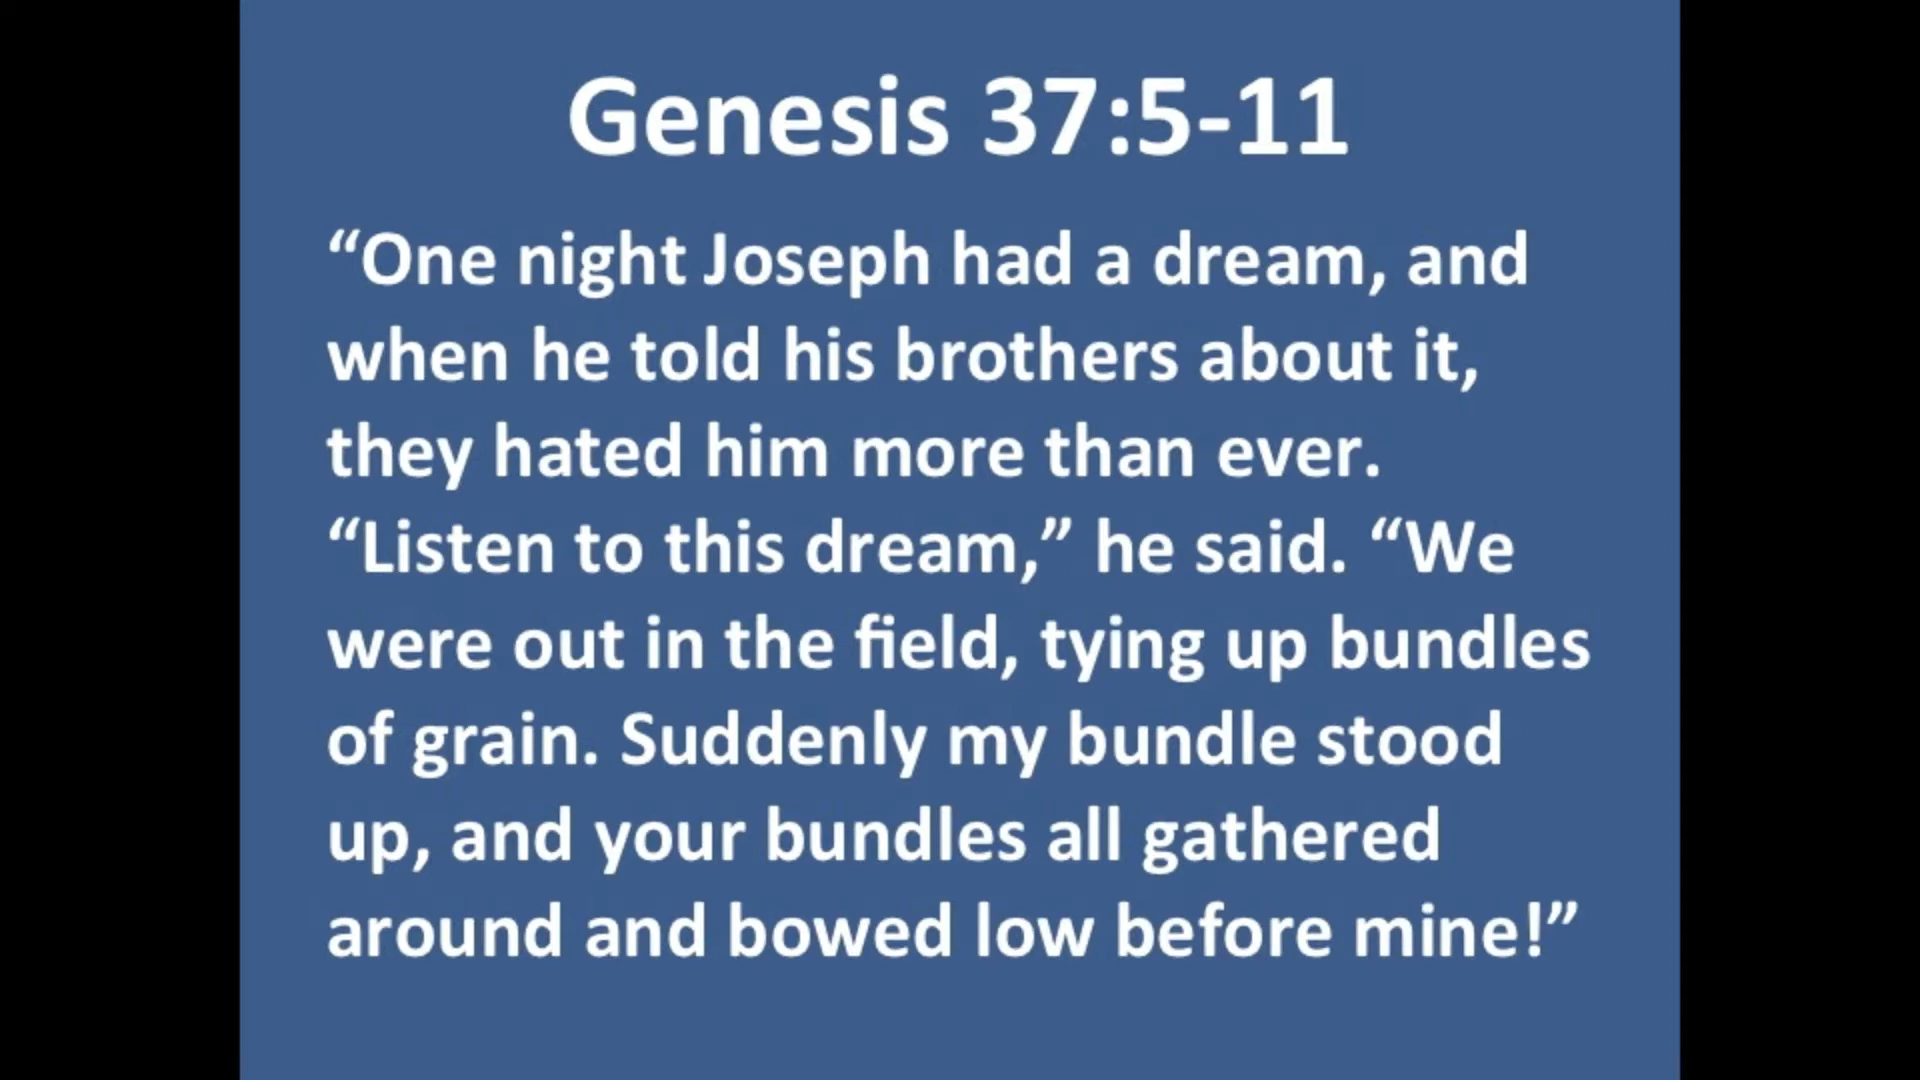 Genesis 37:5-11
“One night Joseph had a dream, and
when he told his brothers about it,
they hated him more than ever.
“Listen to this dream,” he said. “We
were out in the field, tying up bundles
of grain. Suddenly my bundle stood
up, and your bundles all gathered
around and bowed low before mine!”